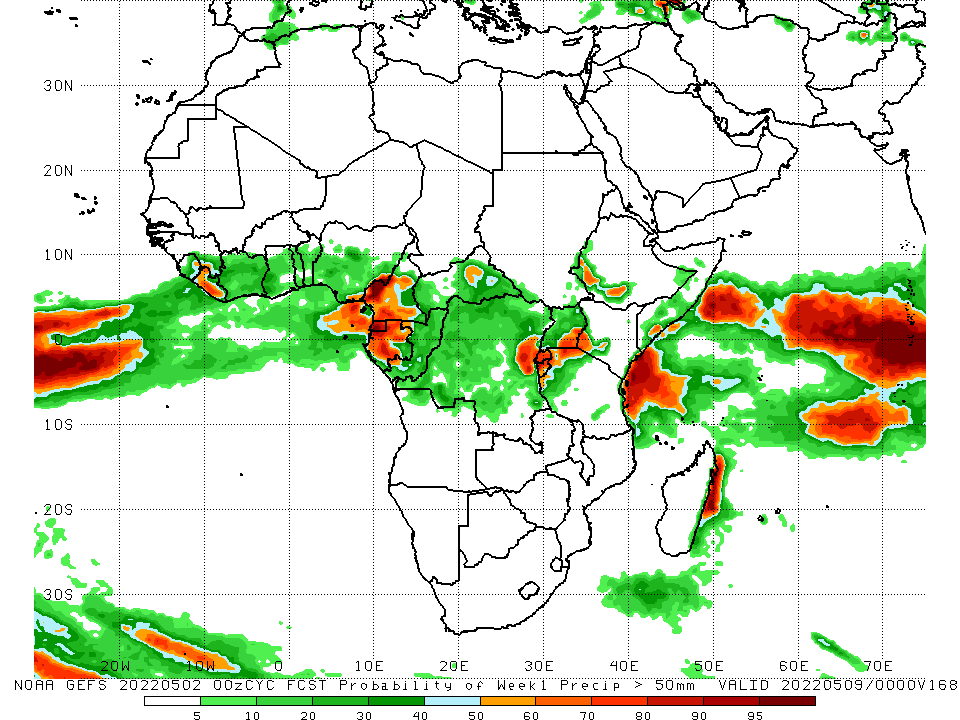 30N
20N
10N
0
10S
20S
30S
20W 10W 0 10E 20E 30E 40E 50E 60E 70E
NOAA GEFS 20220502 00zCYC FCST Probability of Week1 Precip > 50mm VALID 20220509/0000V168
5 10 20 30 40 50 60 70 80 90 95